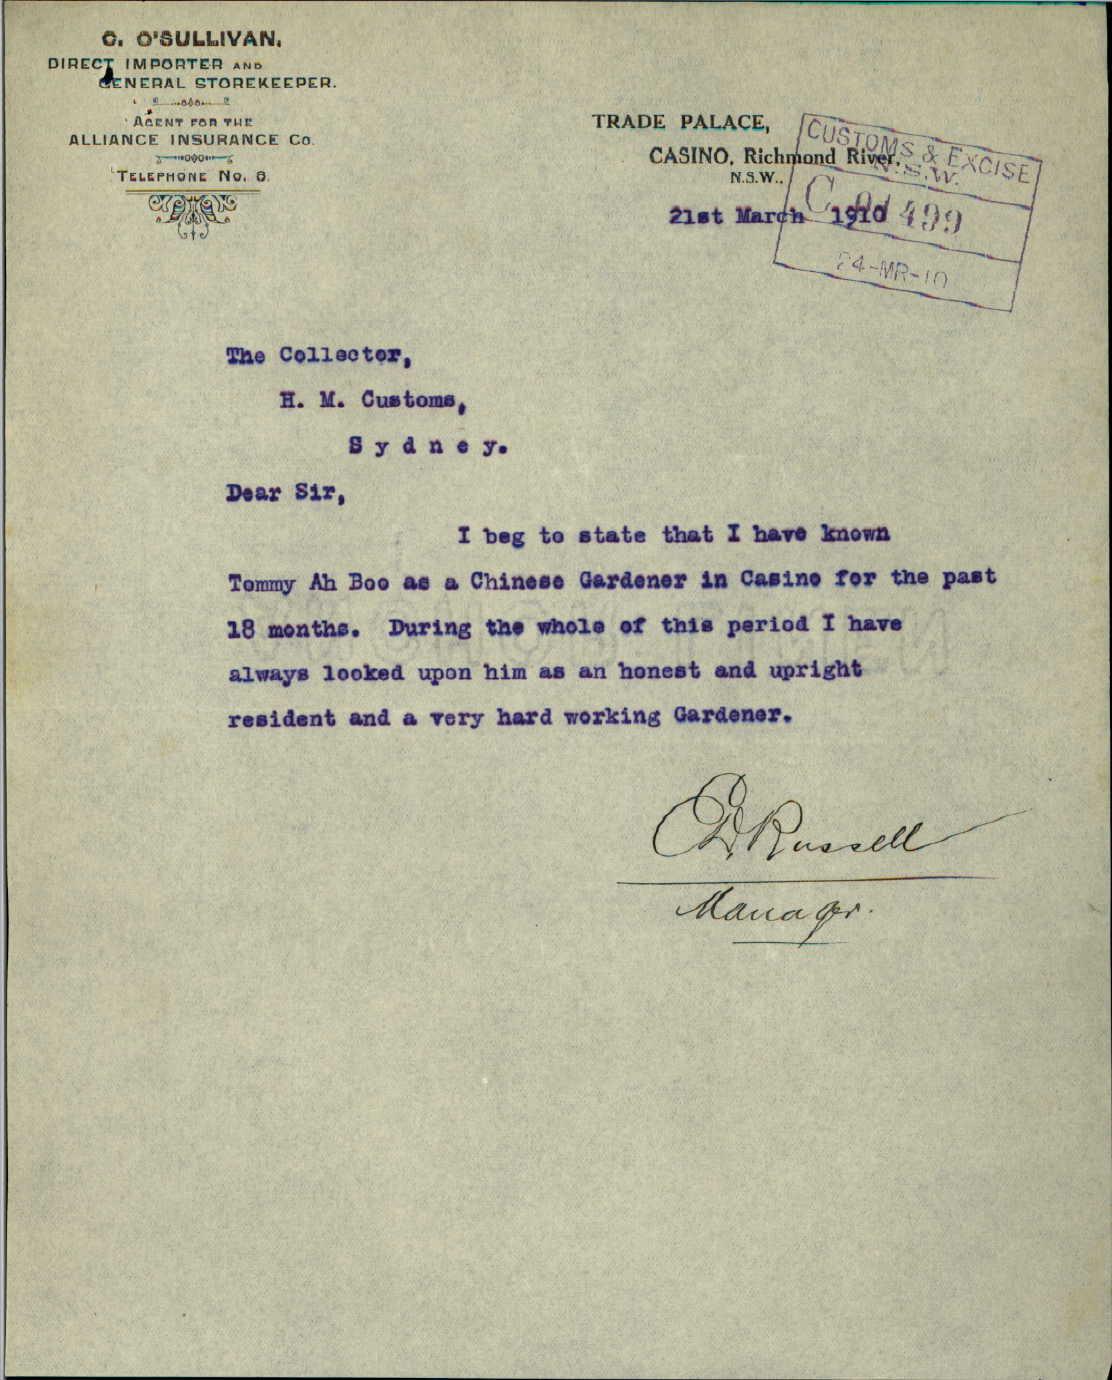 C. O'SULLIVAN,
DIRECT IMPORTER AND
GENERAL STOREKEEPER.
AGENT FOR THE
ALLIANCE INSURANCE Co.
TELEPHONE No. 6.
TRADE PALACE,
CASINO, Richmond River,
N.S.W.,
21st March 1910
CUSTOMS & EXCISE
N.S.W.
499
24-MR-10
The Collector,
H. M. Customs,
Sydney.
Dear Sir,
I beg to state that I have known
Tommy Ah Boo as a Chinese Gardener in Casino for the past
18 months. During the whole of this period I have
always looked upon him as an honest and upright
resident and a very hard working Gardener.
Russell
Manager.